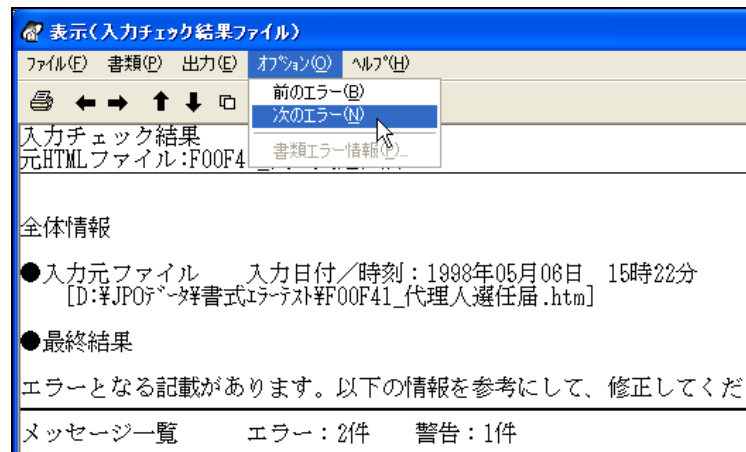 表示(入力チェック結果ファイル)
ファイル(F) 書類(P) 出力(E) オプション(O) ヘルプ(H)
前のエラー(B)
次のエラー(N)
書類エラー情報(P)...
入力チェック結果
元HTMLファイル:F00F4
全体情報
●入力元ファイル 入力日付/時刻:1998年05月06日 15時22分
[D:¥JPOデータ¥書式エラーテスト¥F00F41_代理人選任届.htm]
●最終結果
エラーとなる記載があります。以下の情報を参考にして、修正してくだ
メッセージ一覧 エラー:2件 警告:1件